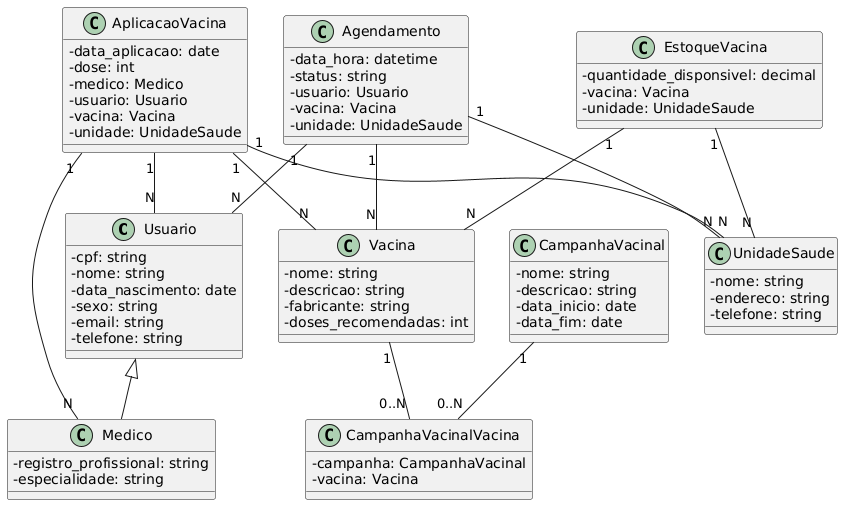 C AplicacaoVacina
-data_aplicacao: date
-dose: int
-medico: Medico
-usuario: Usuario
-vacina: Vacina
-unidade: UnidadeSaude
C Agendamento
-data_hora: datetime
-status: string
-usuario: Usuario
-vacina: Vacina
-unidade: UnidadeSaude
C EstoqueVacina
-quantidade_disponsivel: decimal
-vacina: Vacina
-unidade: UnidadeSaude
1
1
1
1
1
1
1
1
1
N
N
N
N
N
N
N
N
C Usuario
-cpf: string
-nome: string
-data_nascimento: date
-sexo: string
-email: string
-telefone: string
C Vacina
-nome: string
-descricao: string
-fabricante: string
-doses_recomendadas: int
C CampanhaVacinal
-nome: string
-descricao: string
-data_inicio: date
-data_fim: date
C UnidadeSaude
-nome: string
-endereco: string
-telefone: string
1
1
N
0..N
0..N
C Medico
-registro_profissional: string
-especialidade: string
C CampanhaVacinalVacina
-campanha: CampanhaVacinal
-vacina: Vacina